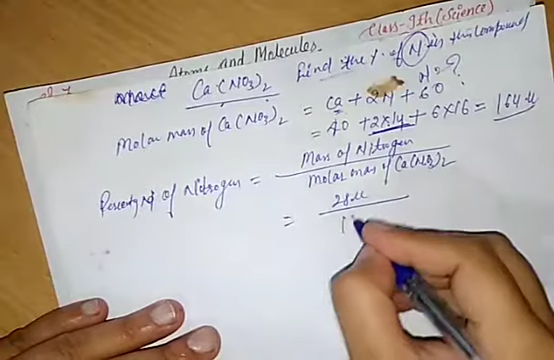 Class-9th (Science)
Atoms and Molecules.
Ca(NO3)2 Find the % of N in this compound
N = ?
Molar mass of Ca(NO3)2 = Ca + 2N + 6O
= 40 + 2×14 + 6×16 = 164u
Percentage of Nitrogen = Mass of Nitrogen
Molar mass of Ca(NO3)2
= 28u
1